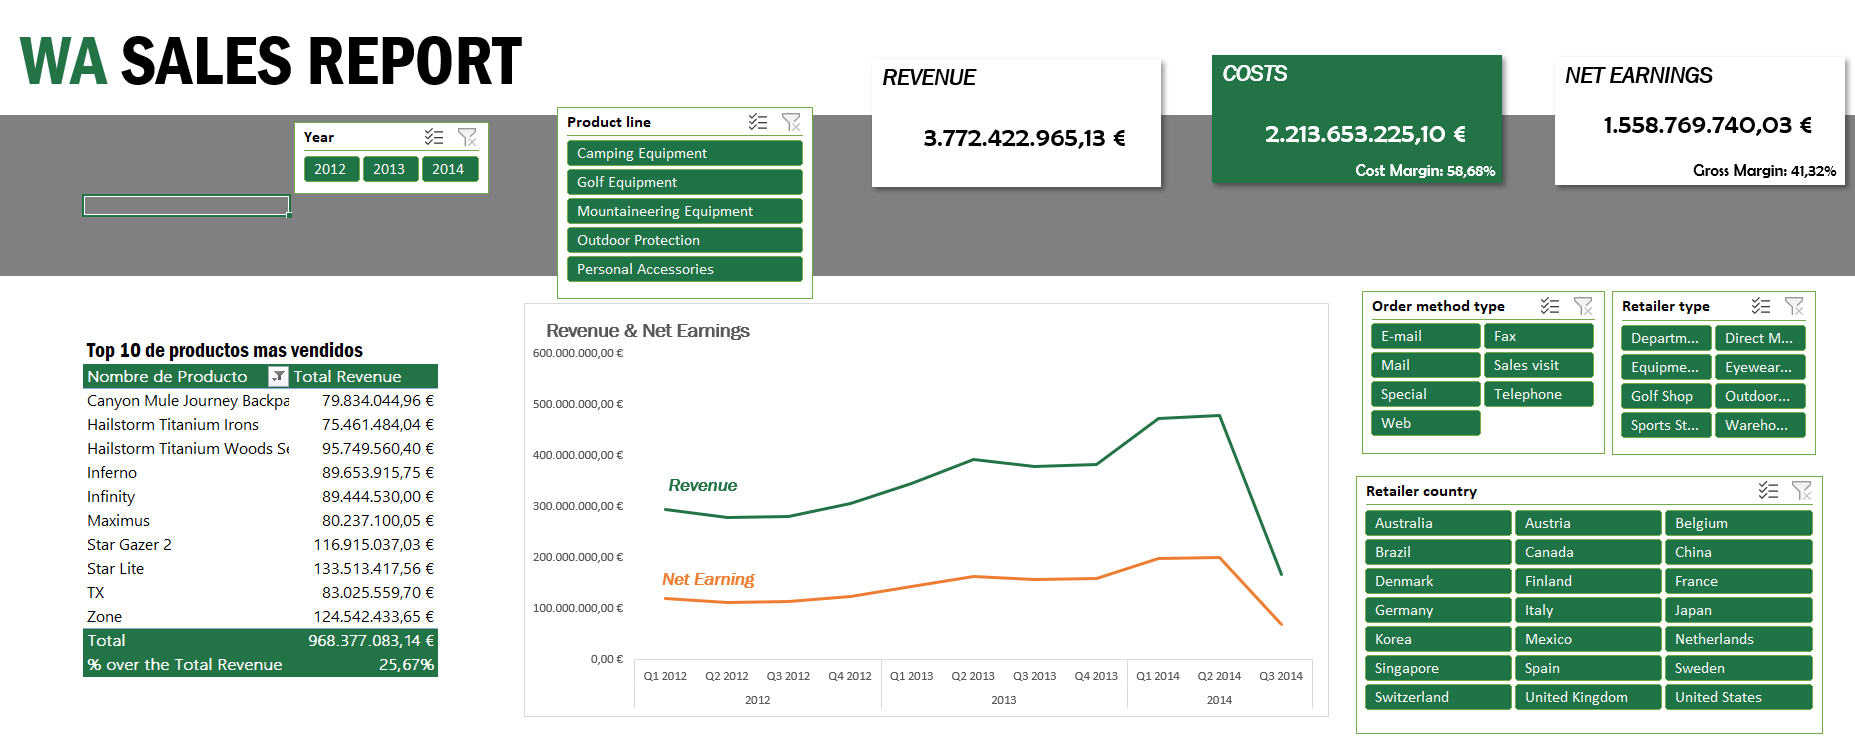 WA SALES REPORT
REVENUE
3.772.422.965,13 €
COSTS
2.213.653.225,10 €
Cost Margin: 58,68%
NET EARNINGS
1.558.769.740,03 €
Gross Margin: 41,32%
Year
2012 2013 2014
Product line
Camping Equipment
Golf Equipment
Mountaineering Equipment
Outdoor Protection
Personal Accessories
Top 10 de productos mas vendidos
Nombre de Producto Total Revenue
Canyon Mule Journey Backpa 79.834.044,96 €
Hailstorm Titanium Irons 75.461.484,04 €
Hailstorm Titanium Woods Se 95.749.560,40 €
Inferno 89.653.915,75 €
Infinity 89.444.530,00 €
Maximus 80.237.100,05 €
Star Gazer 2 116.915.037,03 €
Star Lite 133.513.417,56 €
TX 83.025.559,70 €
Zone 124.542.433,65 €
Total 968.377.083,14 €
% over the Total Revenue 25,67%
Revenue & Net Earnings
600.000.000,00 €
500.000.000,00 €
400.000.000,00 €
300.000.000,00 €
200.000.000,00 €
100.000.000,00 €
0,00 €
Revenue
Net Earning
Q1 2012 Q2 2012 Q3 2012 Q4 2012 Q1 2013 Q2 2013 Q3 2013 Q4 2013 Q1 2014 Q2 2014 Q3 2014
2012 2013 2014
Order method type
E-mail Fax
Mail Sales visit
Special Telephone
Web
Retailer type
Departm... Direct M...
Equipme... Eyewear...
Golf Shop Outdoor...
Sports St... Wareho...
Retailer country
Australia Austria Belgium
Brazil Canada China
Denmark Finland France
Germany Italy Japan
Korea Mexico Netherlands
Singapore Spain Sweden
Switzerland United Kingdom United States